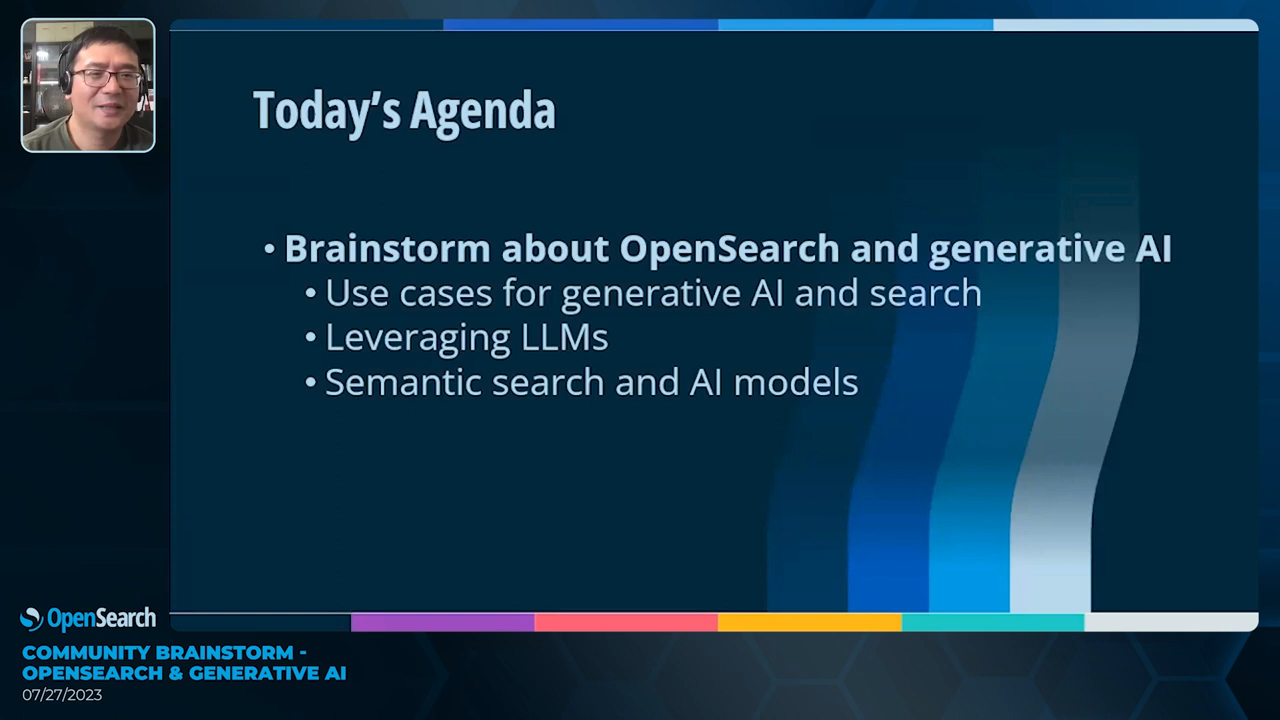 Today's Agenda
• Brainstorm about OpenSearch and generative AI
• Use cases for generative AI and search
• Leveraging LLMs
• Semantic search and AI models
OpenSearch
COMMUNITY BRAINSTORM -
OPENSEARCH & GENERATIVE AI
07/27/2023